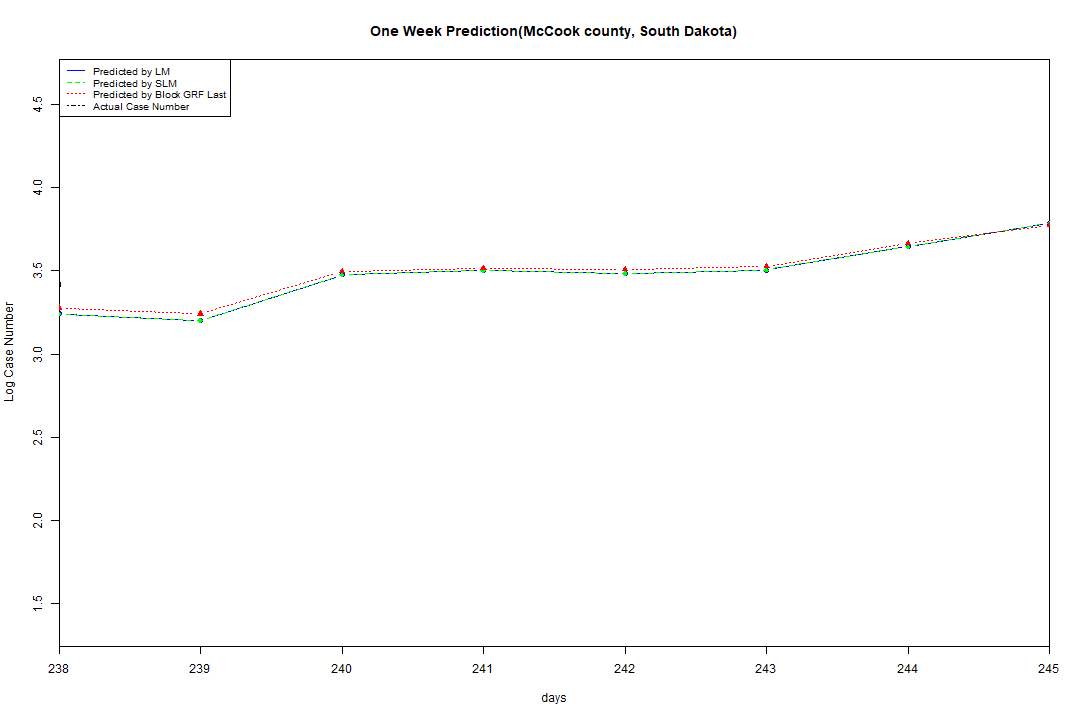 One Week Prediction(McCook county, South Dakota)
Predicted by LM
Predicted by SLM
Predicted by Block GRF Last
Actual Case Number
4.5
4.0
3.5
3.0
2.5
2.0
1.5
Log Case Number
238 239 240 241 242 243 244 245
days